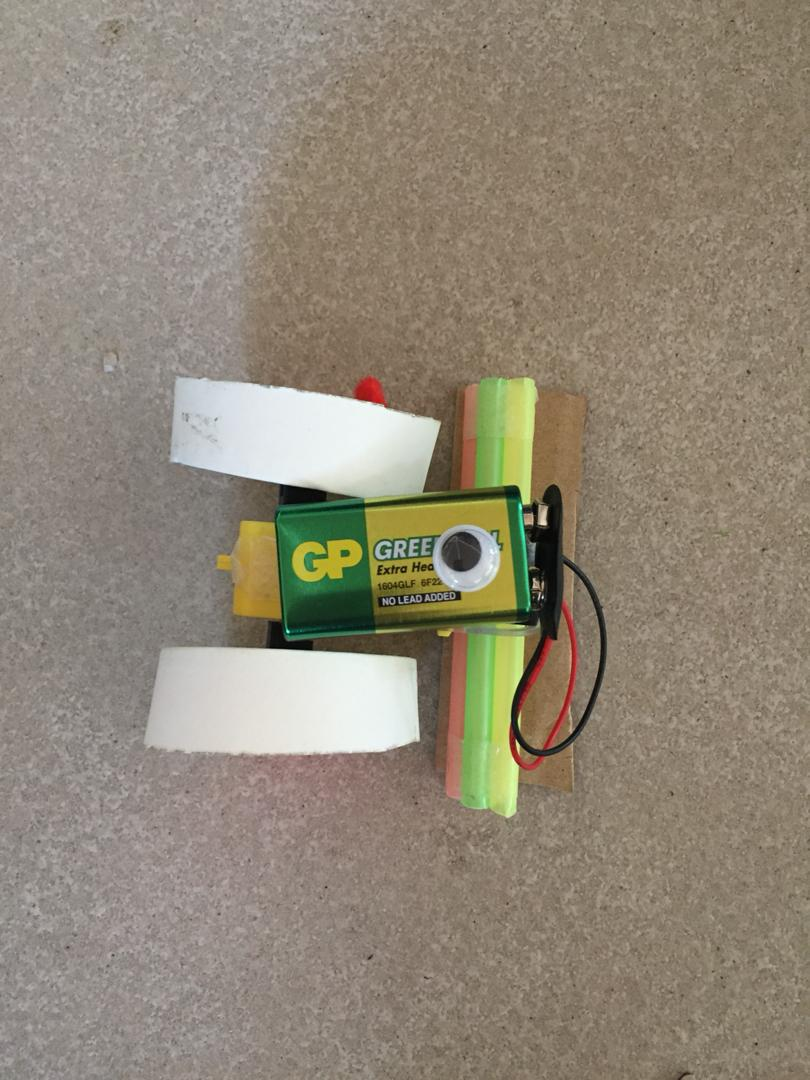 GP
GREE
Extra Hea
1604GLF 6F22
NO LEAD ADDED